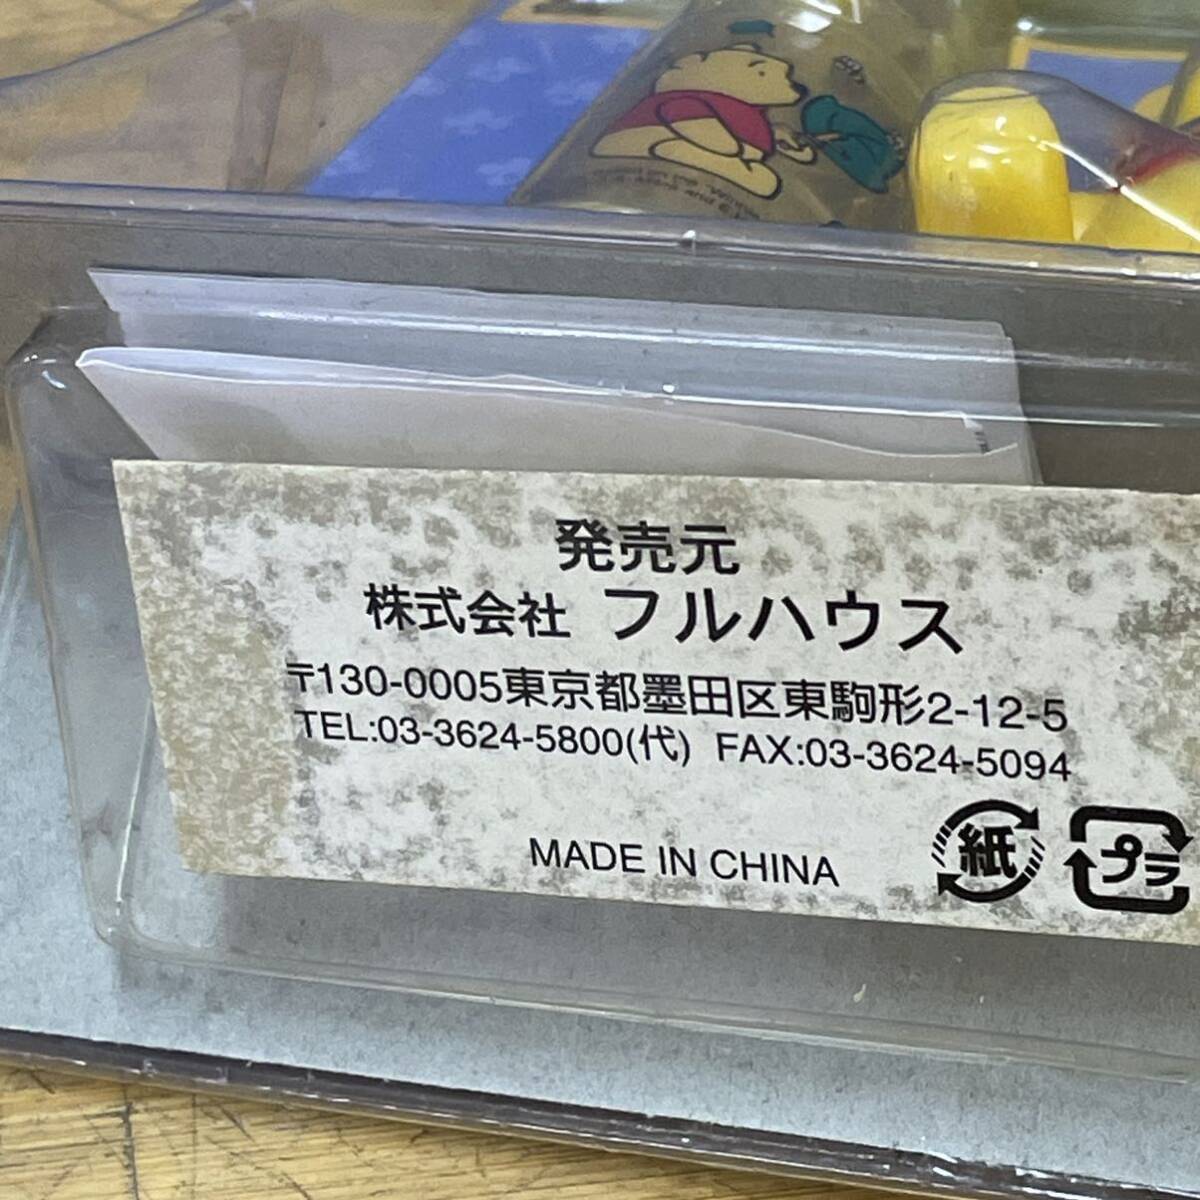 発売元
株式会社 フルハウス
〒130-0005東京都墨田区東駒形2-12-5
TEL:03-3624-5800(代) FAX:03-3624-5094
MADE IN CHINA
紙
プラ